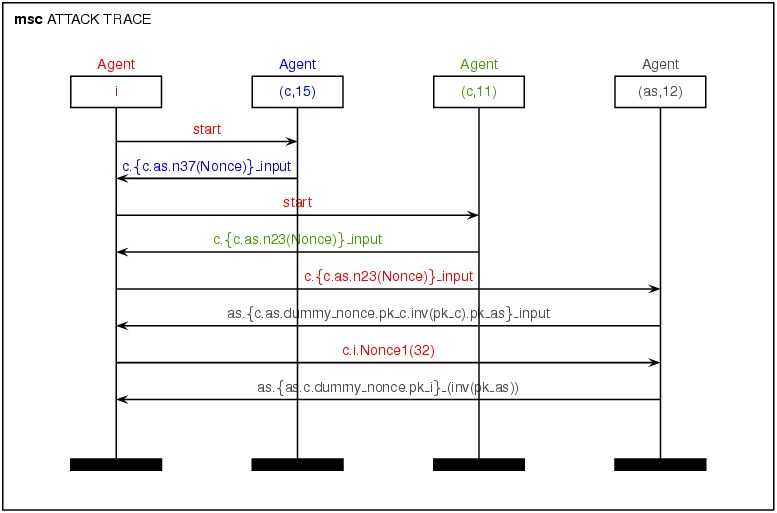 msc ATTACK TRACE
Agent Agent Agent Agent
i (c,15) (c,11) (as,12)
start
c.{c.as.n37(Nonce)}_input
start
c.{c.as.n23(Nonce)}_input
c.{c.as.n23(Nonce)}_input
as.{c.as.dummy_nonce.pk_c.inv(pk_c).pk_as}_input
c.i.Nonce1(32)
as.{as.c.dummy_nonce.pk_i}_(inv(pk_as))